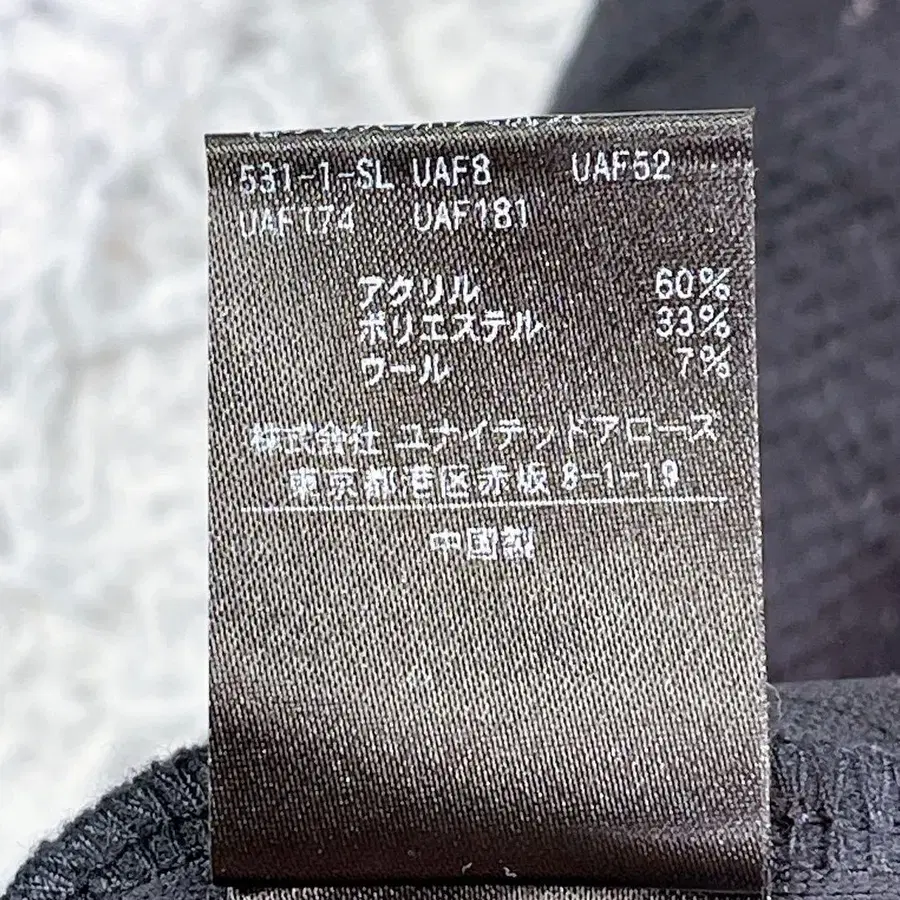 531-1-SL UAF8 UAF52
UAF174 UAF181
アクリル 60%
ポリエステル 33%
ウール 7%
株式会社 ユナイテッドアローズ
東京都港区赤坂 8-1-19
中国製